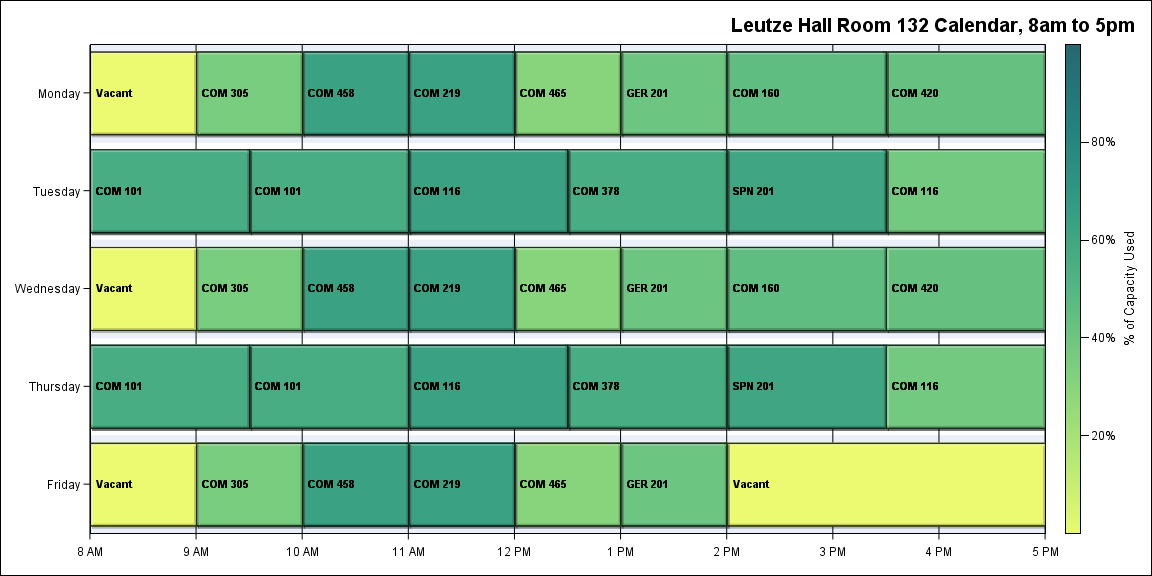 Leutze Hall Room 132 Calendar, 8am to 5pm
Monday
Vacant
COM 305
COM 458
COM 219
COM 465
GER 201
COM 160
COM 420
Tuesday
COM 101
COM 101
COM 116
COM 378
SPN 201
COM 116
Wednesday
Vacant
COM 305
COM 458
COM 219
COM 465
GER 201
COM 160
COM 420
Thursday
COM 101
COM 101
COM 116
COM 378
SPN 201
COM 116
Friday
Vacant
COM 305
COM 458
COM 219
COM 465
GER 201
Vacant
8 AM
9 AM
10 AM
11 AM
12 PM
1 PM
2 PM
3 PM
4 PM
5 PM
80%
60%
40%
20%
% of Capacity Used